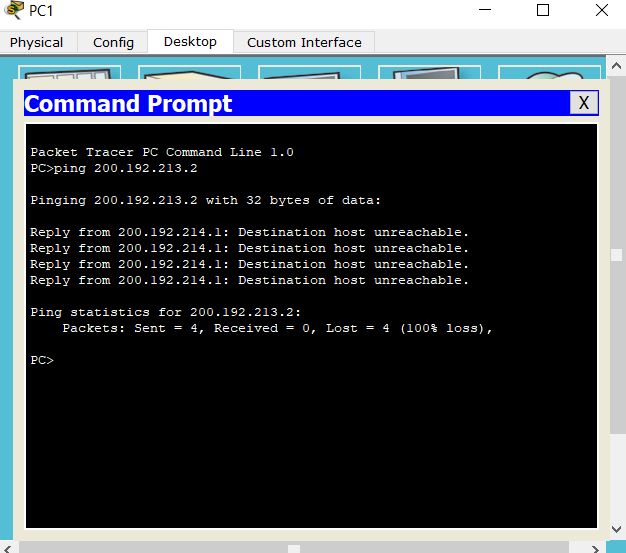 PC1
Physical Config Desktop Custom Interface
Command Prompt X
Packet Tracer PC Command Line 1.0
PC>ping 200.192.213.2
Pinging 200.192.213.2 with 32 bytes of data:
Reply from 200.192.214.1: Destination host unreachable.
Reply from 200.192.214.1: Destination host unreachable.
Reply from 200.192.214.1: Destination host unreachable.
Reply from 200.192.214.1: Destination host unreachable.
Ping statistics for 200.192.213.2:
Packets: Sent = 4, Received = 0, Lost = 4 (100% loss),
PC>